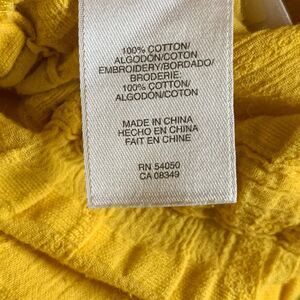 100% COTTON/
ALGODÓN/COTON
EMBROIDERY/BORDADO/
BRODERIE:
100% COTTON/
ALGODÓN/COTON
MADE IN CHINA
HECHO EN CHINA
FAIT EN CHINE
RN 54050
CA 08349